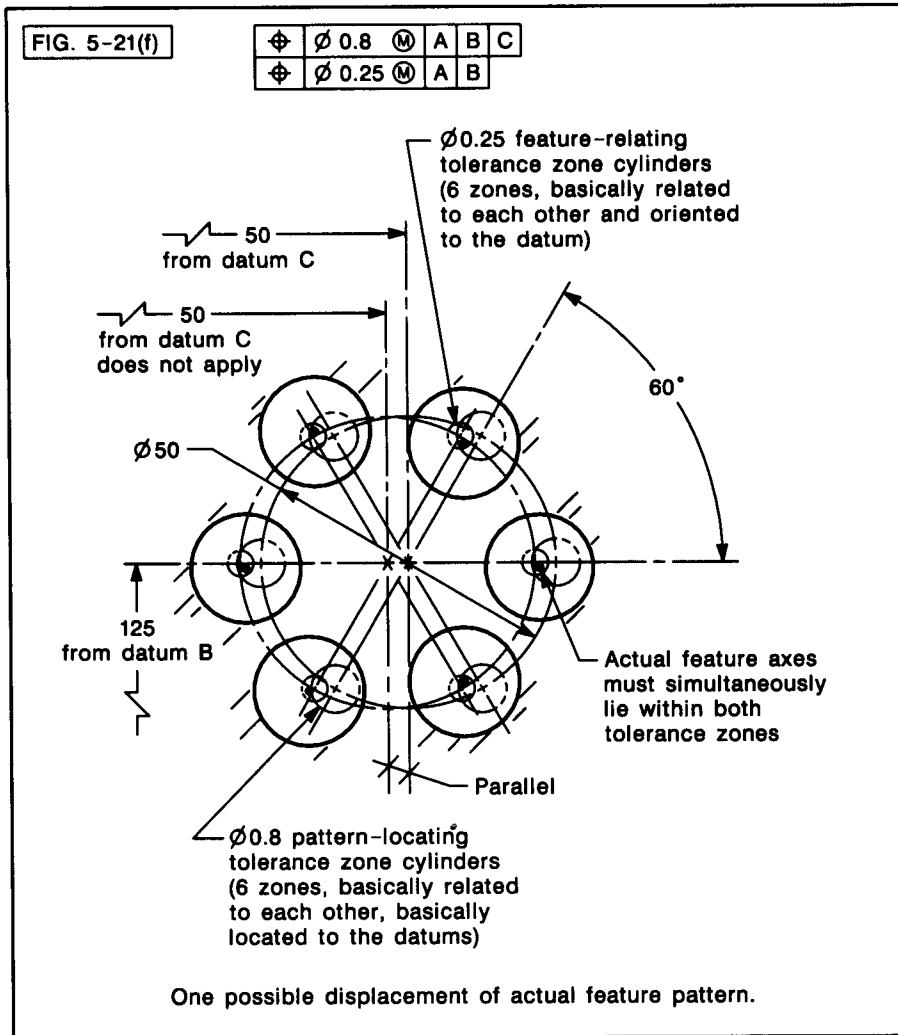 FIG. 5-21(f)
⌖ Ø 0.8 Ⓜ A B C
⌖ Ø 0.25 Ⓜ A B
Ø0.25 feature-relating
tolerance zone cylinders
(6 zones, basically related
to each other and oriented
to the datum)
50
from datum C
50
from datum C
does not apply
60°
Ø50
125
from datum B
Actual feature axes
must simultaneously
lie within both
tolerance zones
Parallel
Ø0.8 pattern-locating
tolerance zone cylinders
(6 zones, basically related
to each other, basically
located to the datums)
One possible displacement of actual feature pattern.